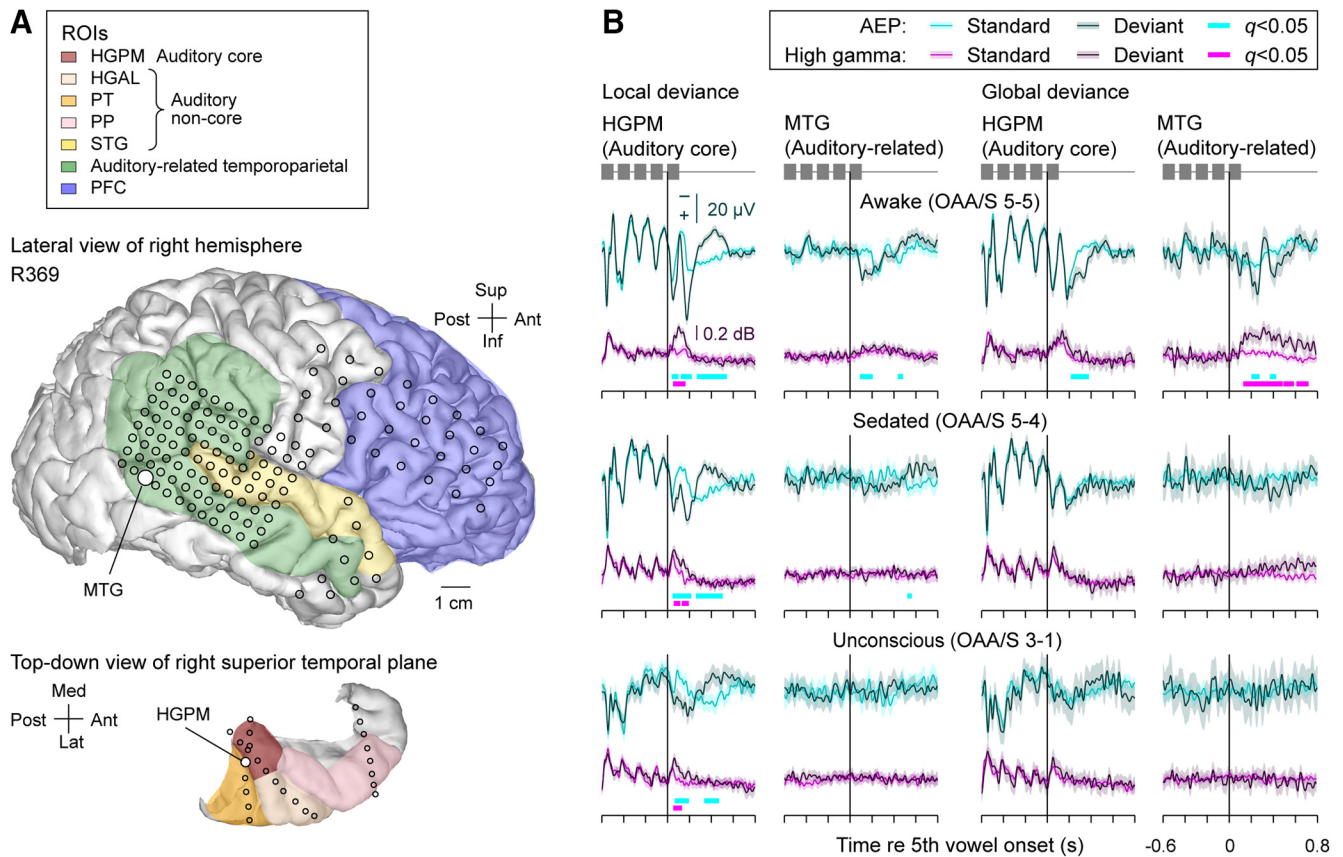 A
ROIs
HGPM Auditory core
HGAL
PT
PP
STG
Auditory
non-core
Auditory-related temporoparietal
PFC
Lateral view of right hemisphere
R369
Sup
Post Ant
Inf
MTG
1 cm
Top-down view of right superior temporal plane
Med
Post Ant
Lat
HGPM
B
AEP: Standard Deviant q<0.05
High gamma: Standard Deviant q<0.05
Local deviance Global deviance
HGPM MTG HGPM MTG
(Auditory core) (Auditory-related) (Auditory core) (Auditory-related)
Awake (OAA/S 5-5)
−
+ 20 µV
0.2 dB
Sedated (OAA/S 5-4)
Unconscious (OAA/S 3-1)
Time re 5th vowel onset (s) -0.6 0 0.8